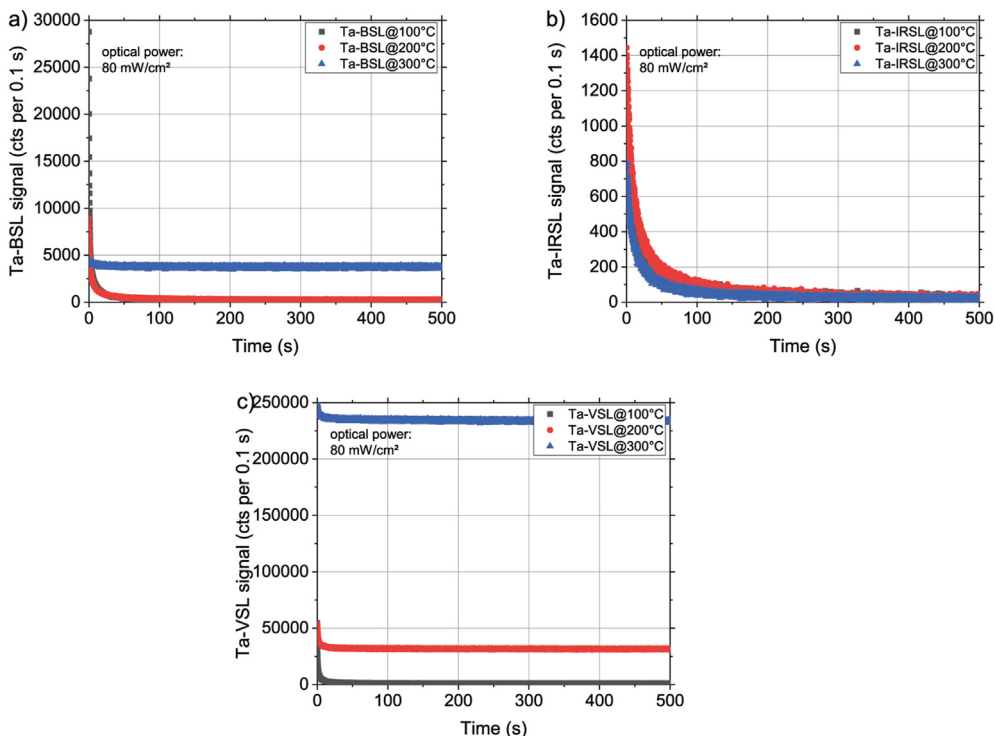 a)
Ta-BSL signal (cts per 0.1 s)
30000
25000
20000
15000
10000
5000
0
optical power:
80 mW/cm²
Ta-BSL@100°C
Ta-BSL@200°C
Ta-BSL@300°C
0 100 200 300 400 500
Time (s)
b)
Ta-IRSL signal (cts per 0.1 s)
1600
1400
1200
1000
800
600
400
200
0
optical power:
80 mW/cm²
Ta-IRSL@100°C
Ta-IRSL@200°C
Ta-IRSL@300°C
0 100 200 300 400 500
Time (s)
c)
Ta-VSL signal (cts per 0.1 s)
250000
200000
150000
100000
50000
0
optical power:
80 mW/cm²
Ta-VSL@100°C
Ta-VSL@200°C
Ta-VSL@300°C
0 100 200 300 400 500
Time (s)